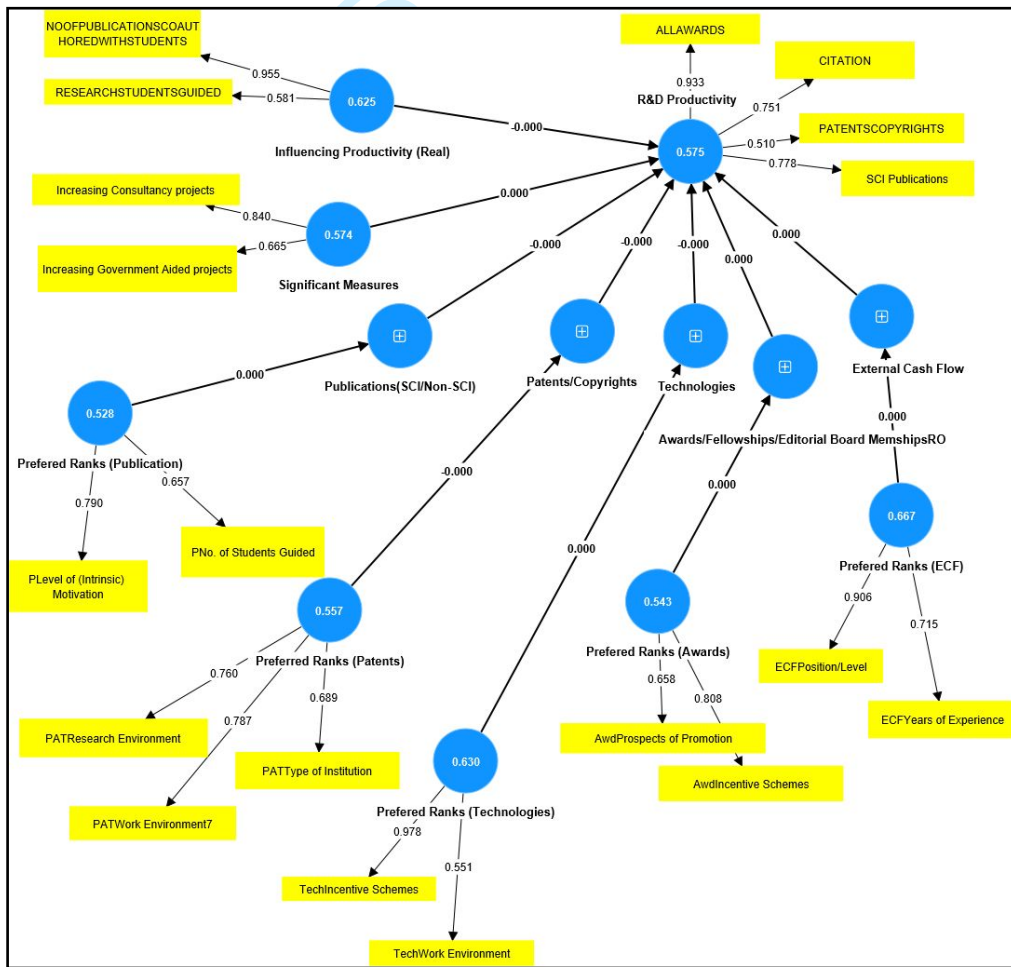 NOOFPUBLICATIONSCOAUT
HOREDWITHSTUDENTS
0.955
RESEARCHSTUDENTSGUIDED
0.581
0.625
Influencing Productivity (Real)
-0.000
ALLAWARDS
0.933
R&D Productivity
0.575
CITATION
0.751
PATENTSCOPYRIGHTS
0.510
0.778
SCI Publications
Increasing Consultancy projects
0.840
0.665
Increasing Government Aided projects
0.574
Significant Measures
0.000
-0.000
-0.000
-0.000
0.000
0.000
Publications(SCI/Non-SCI)
Patents/Copyrights
Technologies
Awards/Fellowships/Editorial Board MemshipsRO
External Cash Flow
0.000
0.528
Prefered Ranks (Publication)
0.790
0.657
PLevel of (Intrinsic)
Motivation
PNo. of Students Guided
-0.000
0.557
Preferred Ranks (Patents)
0.760
0.787
0.689
PATResearch Environment
PATWork Environment7
PATType of Institution
0.000
0.630
Prefered Ranks (Technologies)
0.978
0.551
TechIncentive Schemes
TechWork Environment
0.000
0.543
Prefered Ranks (Awards)
0.658
0.808
AwdProspects of Promotion
AwdIncentive Schemes
0.000
0.667
Prefered Ranks (ECF)
0.906
0.715
ECFPosition/Level
ECFYears of Experience